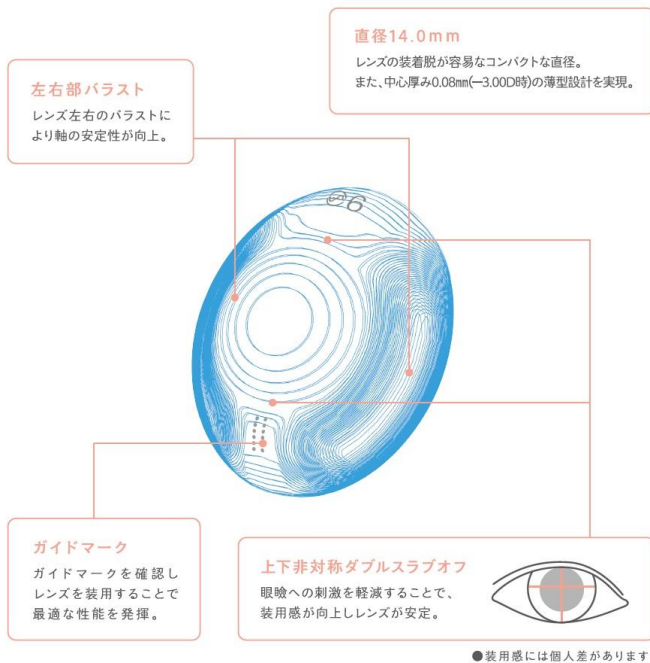 直径14.0mm
レンズの装着脱が容易なコンパクトな直径。
また、中心厚み0.08㎜(ー3.00D時)の薄型設計を実現。
左右部バラスト
レンズ左右のバラストに
より軸の安定性が向上。
ガイドマーク
ガイドマークを確認し
レンズを装用することで
最適な性能を発揮。
上下非対称ダブルスラブオフ
眼瞼への刺激を軽減することで、
装用感が向上しレンズが安定。
●装用感には個人差があります